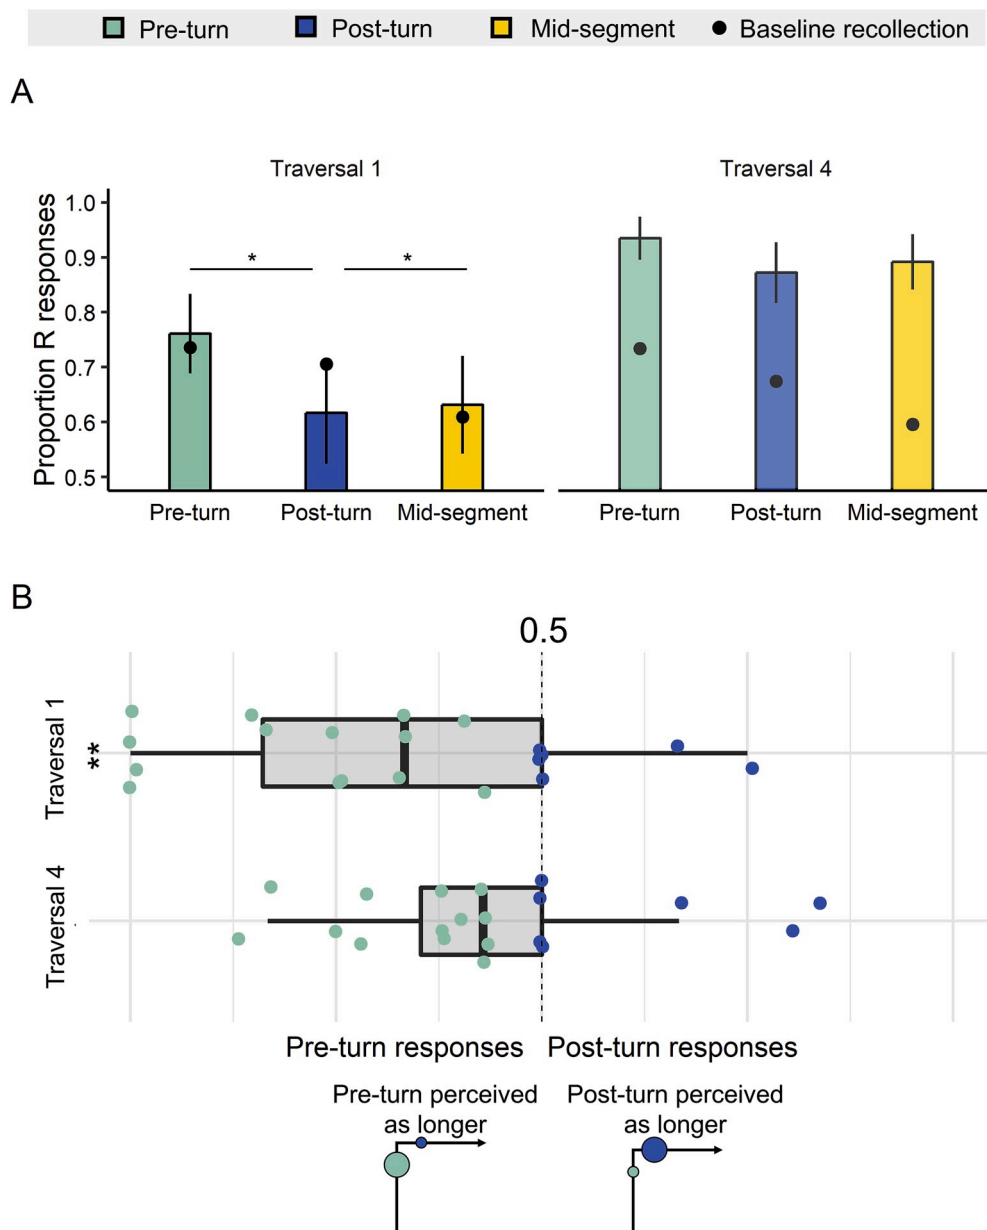 Pre-turn Post-turn Mid-segment Baseline recollection
A
Traversal 1 Traversal 4
Proportion R responses
1.0
0.9
0.8
0.7
0.6
0.5
* *
Pre-turn Post-turn Mid-segment Pre-turn Post-turn Mid-segment
B
0.5
Traversal 1
**
Traversal 4
Pre-turn responses Post-turn responses
Pre-turn perceived
as longer
Post-turn perceived
as longer